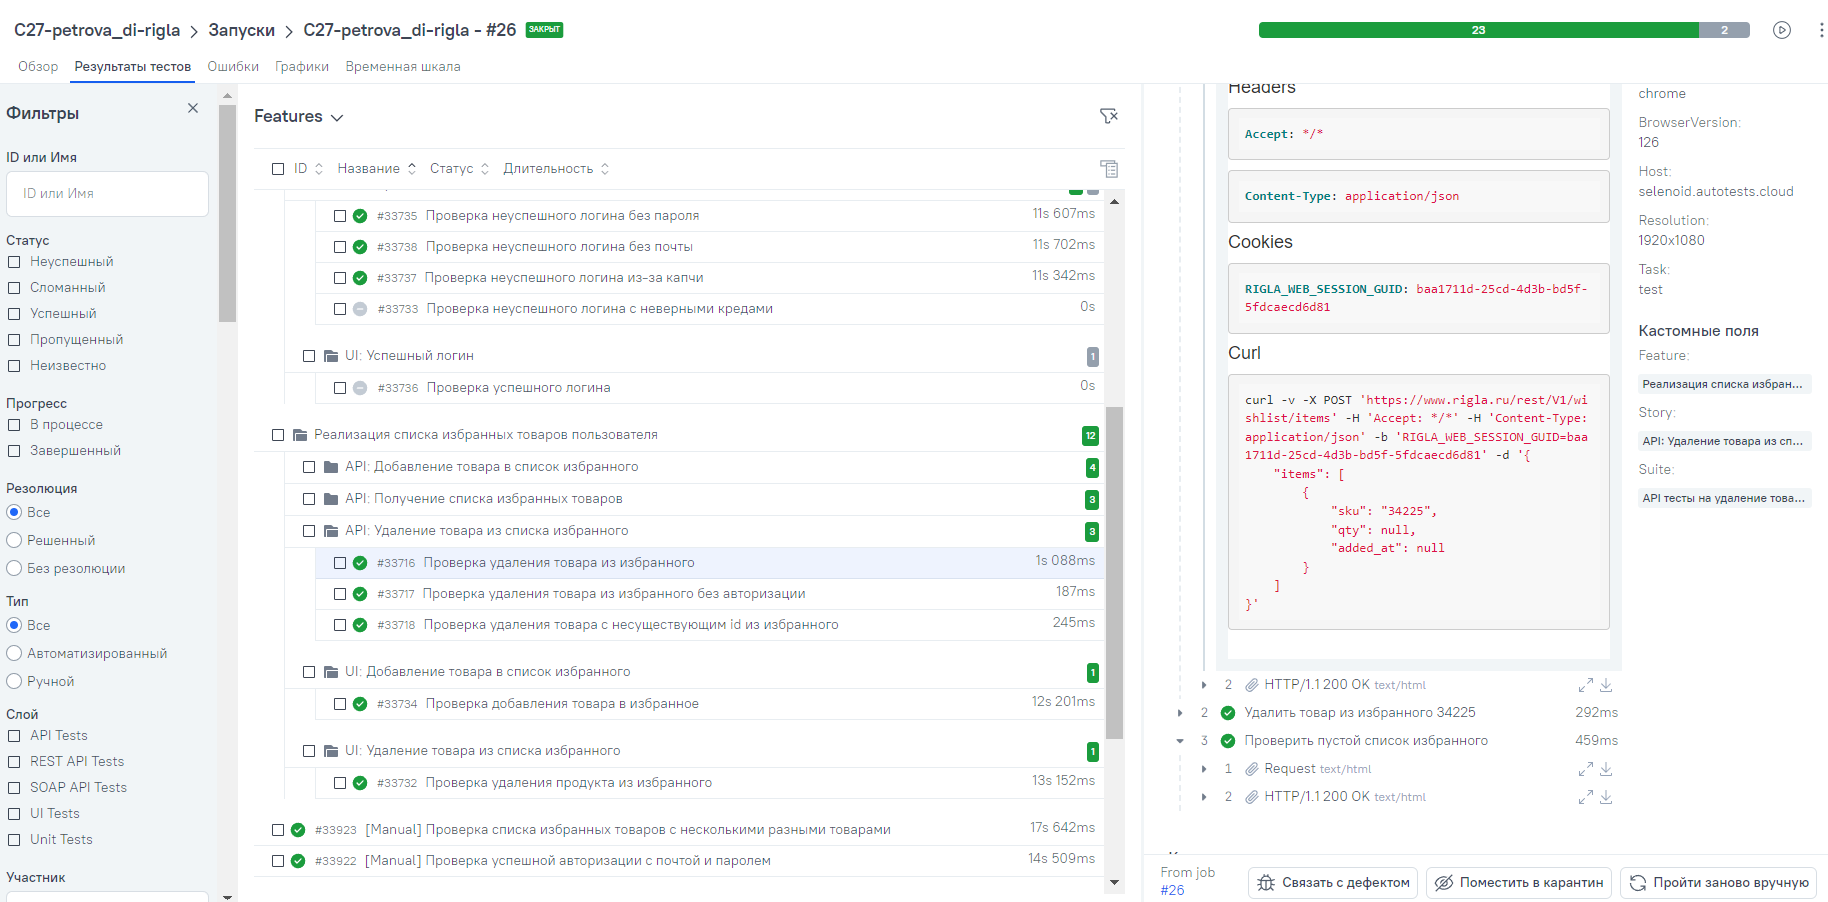 C27-petrova_di-rigla > Запуски > C27-petrova_di-rigla - #26 ЗАКРЫТ
23 2
Обзор Результаты тестов Ошибки Графики Временная шкала
Фильтры
ID или Имя
ID или Имя
Статус
Неуспешный
Сломанный
Успешный
Пропущенный
Неизвестно
Прогресс
В процессе
Завершенный
Резолюция
Все
Решенный
Без резолюции
Тип
Все
Автоматизированный
Ручной
Слой
API Tests
REST API Tests
SOAP API Tests
UI Tests
Unit Tests
Участник
Features
ID Название Статус Длительность
#33735 Проверка неуспешного логина без пароля 11s 607ms
#33738 Проверка неуспешного логина без почты 11s 702ms
#33737 Проверка неуспешного логина из-за капчи 11s 342ms
#33733 Проверка неуспешного логина с неверными кредами 0s
UI: Успешный логин 1
#33736 Проверка успешного логина 0s
Реализация списка избранных товаров пользователя 12
API: Добавление товара в список избранного 4
API: Получение списка избранных товаров 3
API: Удаление товара из списка избранного 3
#33716 Проверка удаления товара из избранного 1s 088ms
#33717 Проверка удаления товара из избранного без авторизации 187ms
#33718 Проверка удаления товара с несуществующим id из избранного 245ms
UI: Добавление товара в список избранного 1
#33734 Проверка добавления товара в избранное 12s 201ms
UI: Удаление товара из списка избранного 1
#33732 Проверка удаления продукта из избранного 13s 152ms
#33923 [Manual] Проверка списка избранных товаров с несколькими разными товарами 17s 642ms
#33922 [Manual] Проверка успешной авторизации с почтой и паролем 14s 509ms
Headers
Accept: */*
Content-Type: application/json
Cookies
RIGLA_WEB_SESSION_GUID: baa1711d-25cd-4d3b-bd5f-
5fdcaecd6d81
Curl
curl -v -X POST 'https://www.rigla.ru/rest/V1/wi
shlist/items' -H 'Accept: */*' -H 'Content-Type:
application/json' -b 'RIGLA_WEB_SESSION_GUID=baa
1711d-25cd-4d3b-bd5f-5fdcaecd6d81' -d '{
"items": [
{
"sku": "34225",
"qty": null,
"added_at": null
}
]
}'
2 HTTP/1.1 200 OK text/html
2 Удалить товар из избранного 34225 292ms
3 Проверить пустой список избранного 459ms
1 Request text/html
2 HTTP/1.1 200 OK text/html
From job
#26
Связать с дефектом Поместить в карантин Пройти заново вручную
chrome
BrowserVersion:
126
Host:
selenoid.autotests.cloud
Resolution:
1920x1080
Task:
test
Кастомные поля
Feature:
Реализация списка избран...
Story:
API: Удаление товара из сп...
Suite:
API тесты на удаление това...